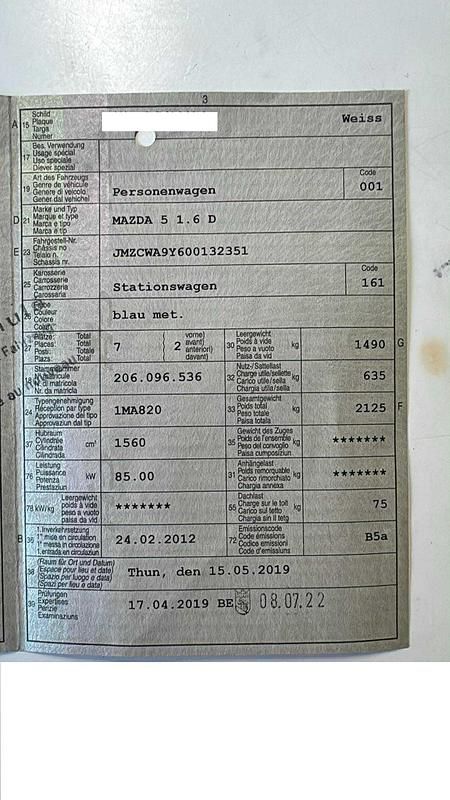 3
A 15 Schild
Plaque
Targa
Numer
Weiss
17 Bes. Verwendung
Usage spécial
Uso speciale
Diever spezial
19 Art des Fahrzeugs
Genre de véhicule
Genere di veicolo
Gener dal vehichel
Personenwagen
Code
001
D 21 Marke und Typ
Marque et type
Marca e tipo
Marca e tip
MAZDA 5 1.6 D
E 23 Fahrgestell-Nr.
Châssis no
Telaio n.
Schassis nr.
JMZCWA9Y600132351
25 Karosserie
Carrosserie
Carrozzeria
Carosseria
Stationswagen
Code
161
26 Farbe
Couleur
Colore
Colur
blau met.
27 Plätze: Total
Places: Total
Posti: Totale
Plazs: Total
7
2
vorne)
avant)
anteriori)
davant)
30 Leergewicht
Poids à vide
Peso a vuoto
Paisa da vid
kg
1490 G
Stammnummer
Nr. da matricla
206.096.536
32 Nutz-/Sattellast
Charge utile/sellette
Carico utile/sella
Chargia utila/sella
kg
635
24 Typengenehmigung
Réception par type
Approvazione del tipo
Approvaziun dal tip
1MA820
33 Gesamtgewicht
Poids total
Peso totale
Paisa totala
kg
2125 F
37 Hubraum
Cylindrée
Cilindrata
Cilindrada
cm³
1560
35 Gewicht des Zuges
Poids de l'ensemble
Peso del convoglio
Paisa cumposiziun
kg
*******
76 Leistung
Puissance
Potenza
Prestaziun
kW
85.00
31 Anhängelast
Poids remorquable
Carico rimorchiato
Chargia annexa
kg
*******
78 kW/kg
Leergewicht
poids à vide
peso a vuoto
paisa da vid
*******
55 Dachlast
Charge sur le toit
Carico sul tetto
Chargia sin il tetg
kg
75
B 36 1. Inverkehrsetzung
1re mise en circulation
1a messa in circolazione
1. entrada en circulaziun
24.02.2012
72 Emissionscode
Code émissions
Codice emissioni
Code d'emissiuns
B5a
38 (Raum für Ort und Datum)
(Espace pour lieu et date)
(Spazio per luogo e data)
(Spazi per lieu e data)
Thun, den 15.05.2019
39 Prüfungen
Expertises
Perizie
Examinaziuns
17.04.2019 BE
08.07.22